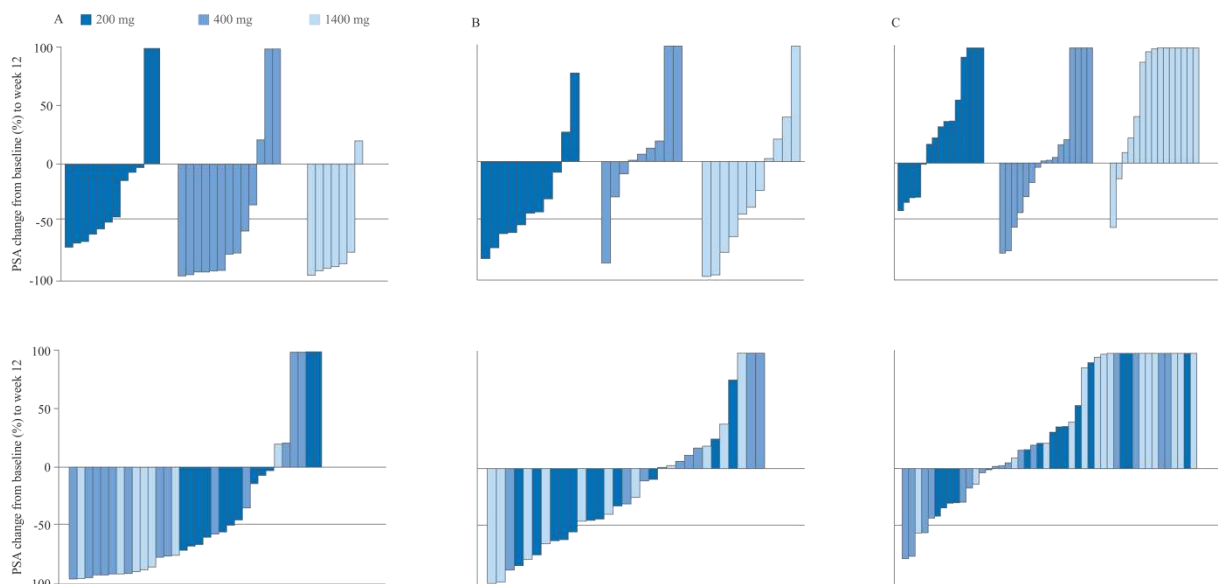 A
200 mg
400 mg
1400 mg
B
C
PSA change from baseline (%) to week 12
100
50
0
-50
-100
PSA change from baseline (%) to week 12
100
50
0
-50
-100